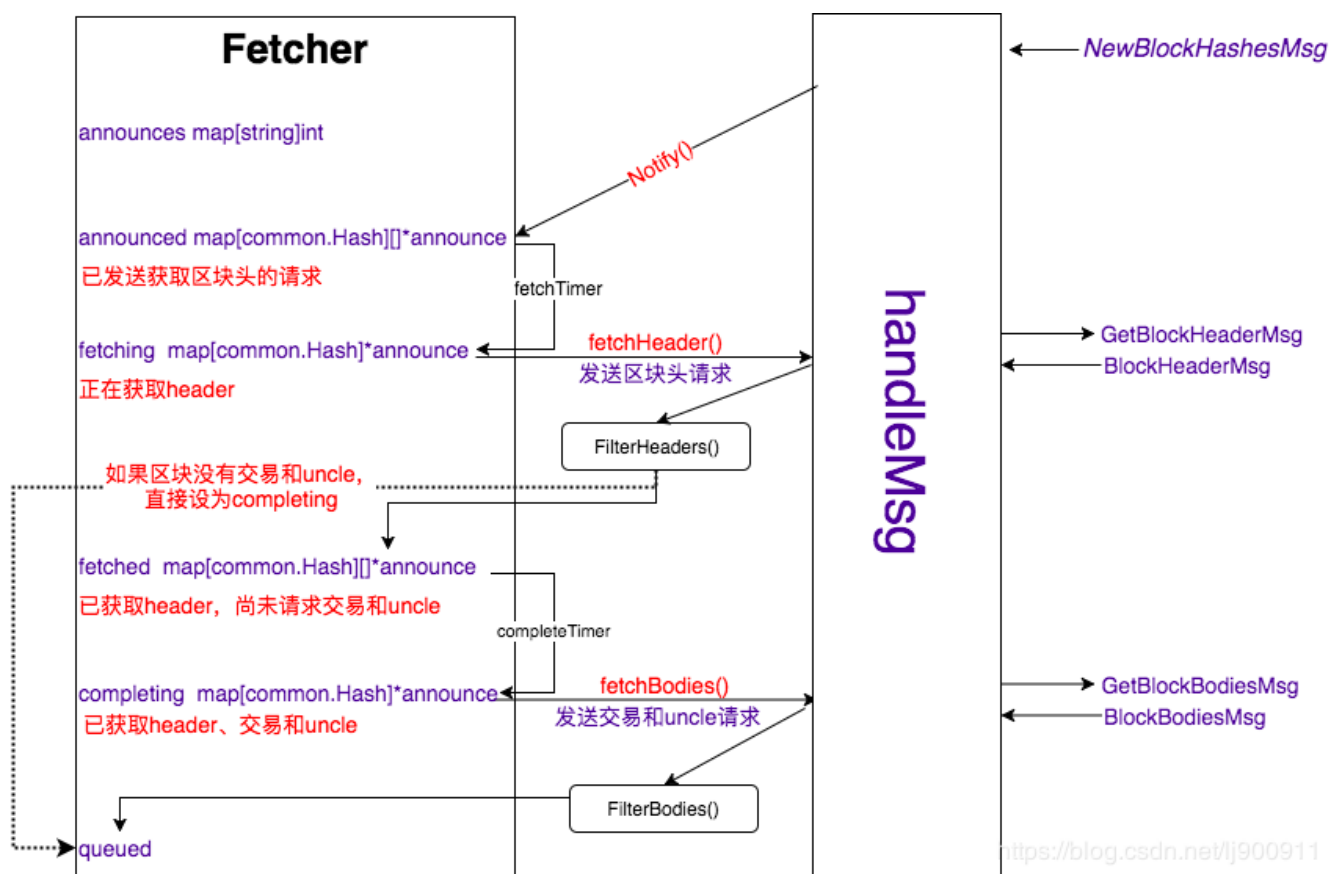 Fetcher
NewBlockHashesMsg
announces map[string]int
Notify()
announced map[common.Hash][]*announce
已发送获取区块头的请求
fetchTimer
handleMsg
fetching map[common.Hash]*announce
fetchHeader()
发送区块头请求
GetBlockHeaderMsg
BlockHeaderMsg
正在获取header
FilterHeaders()
如果区块没有交易和uncle,
直接设为completing
fetched map[common.Hash][]*announce
已获取header，尚未请求交易和uncle
completeTimer
completing map[common.Hash]*announce
fetchBodies()
发送交易和uncle请求
GetBlockBodiesMsg
BlockBodiesMsg
已获取header、交易和uncle
FilterBodies()
queued
https://blog.csdn.net/lj900911